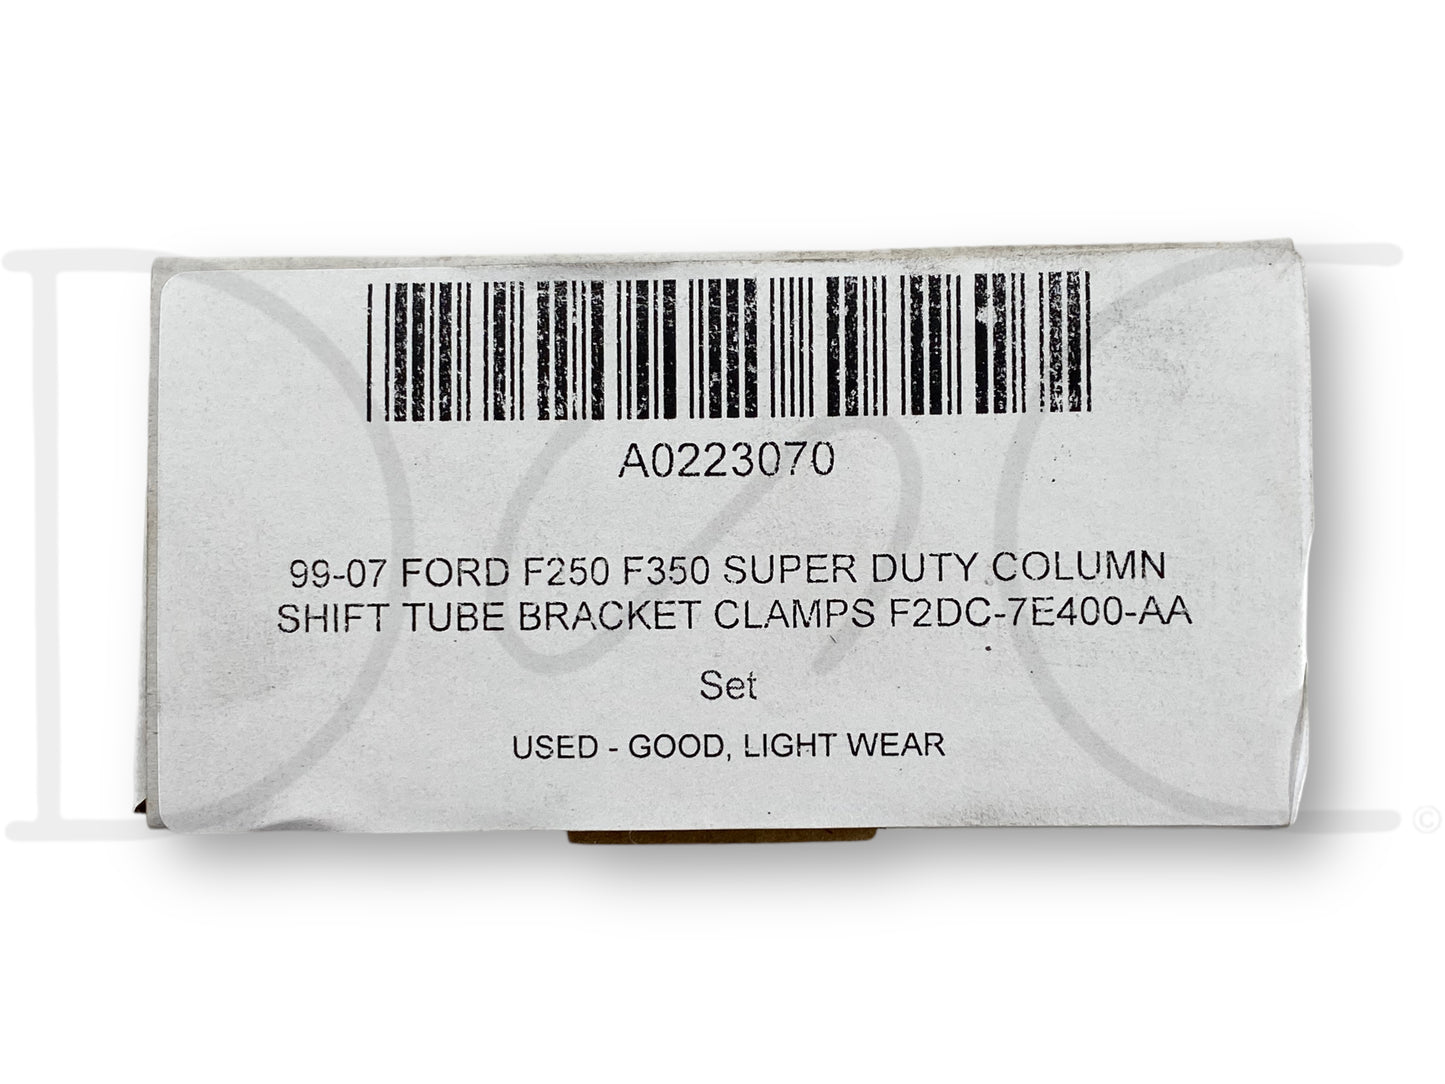 A0223070
99-07 FORD F250 F350 SUPER DUTY COLUMN
SHIFT TUBE BRACKET CLAMPS F2DC-7E400-AA
Set
USED - GOOD, LIGHT WEAR
©